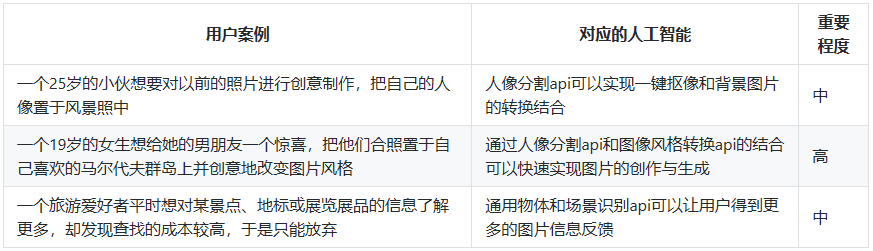 用户案例
对应的人工智能
重要
程度
一个25岁的小伙想要对以前的照片进行创意制作，把自己的人
像置于风景照中
人像分割api可以实现一键抠像和背景图片
的转换结合
中
一个19岁的女生想给她的男朋友一个惊喜，把他们合照置于自
己喜欢的马尔代夫群岛上并创意地改变图片风格
通过人像分割api和图像风格转换api的结合
可以快速实现图片的创作与生成
高
一个旅游爱好者平时想对某景点、地标或展览展品的信息了解
更多，却发现查找的成本较高，于是只能放弃
通用物体和场景识别api可以让用户得到更
多的图片信息反馈
中